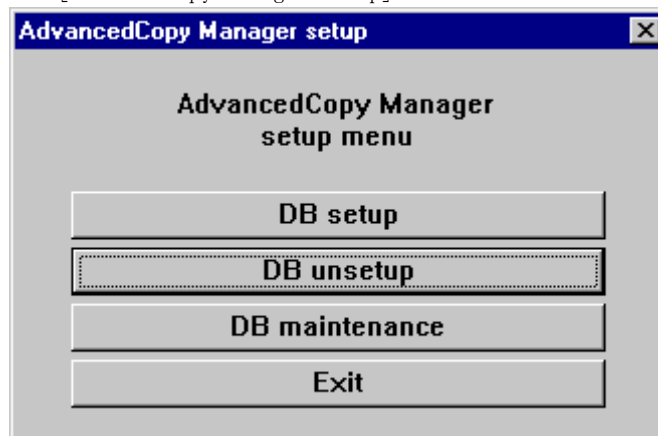 AdvancedCopy Manager setup
AdvancedCopy Manager
setup menu
DB setup
DB unsetup
DB maintenance
Exit